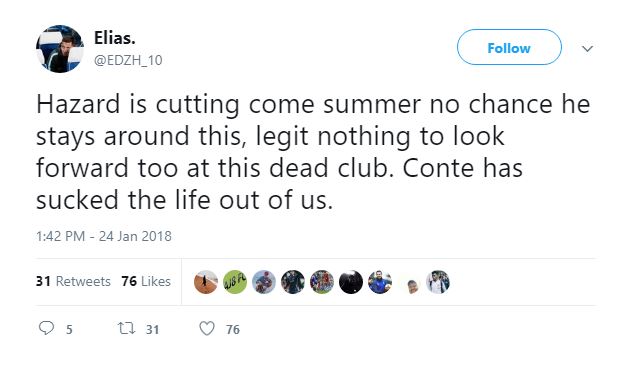 Elias.
@EDZH_10
Follow
Hazard is cutting come summer no chance he
stays around this, legit nothing to look
forward too at this dead club. Conte has
sucked the life out of us.
1:42 PM - 24 Jan 2018
31 Retweets 76 Likes
5 31 76